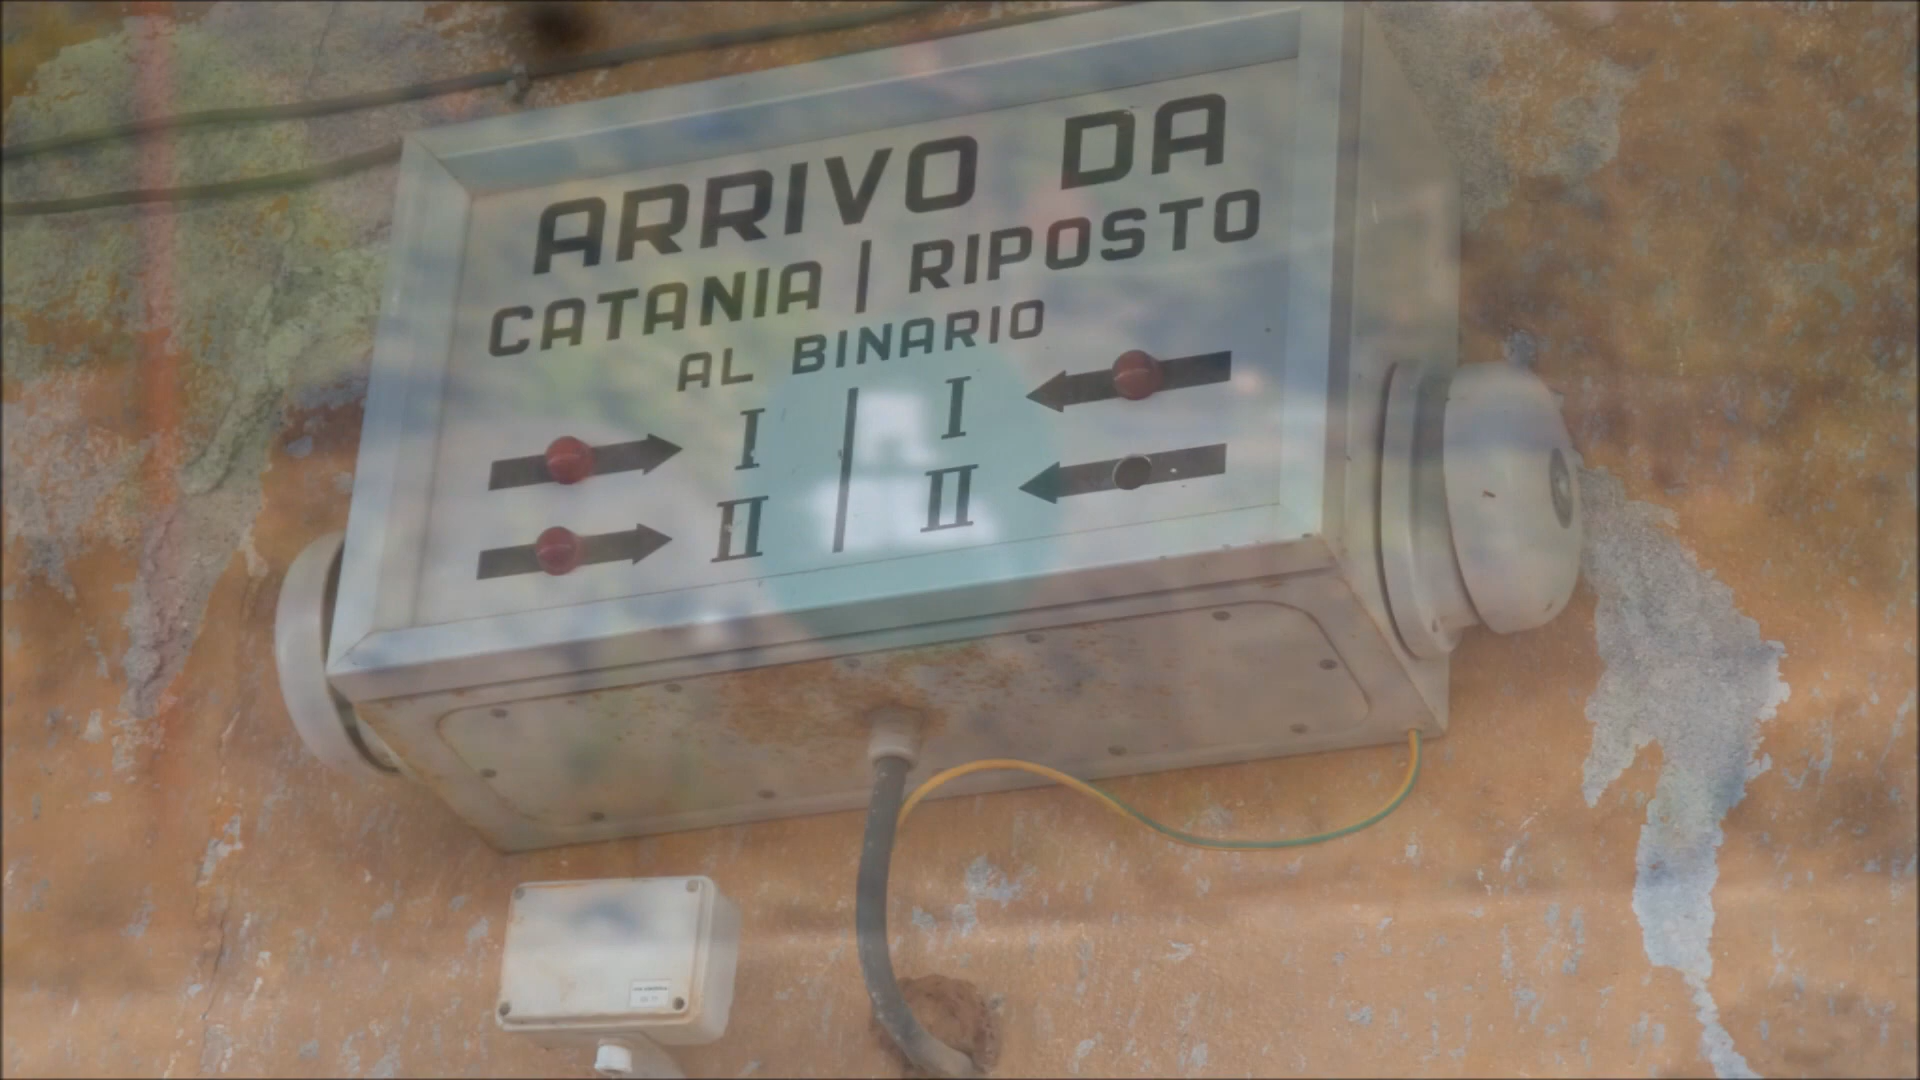 ARRIVO DA
CATANIA | RIPOSTO
AL BINARIO
I | I
II | II